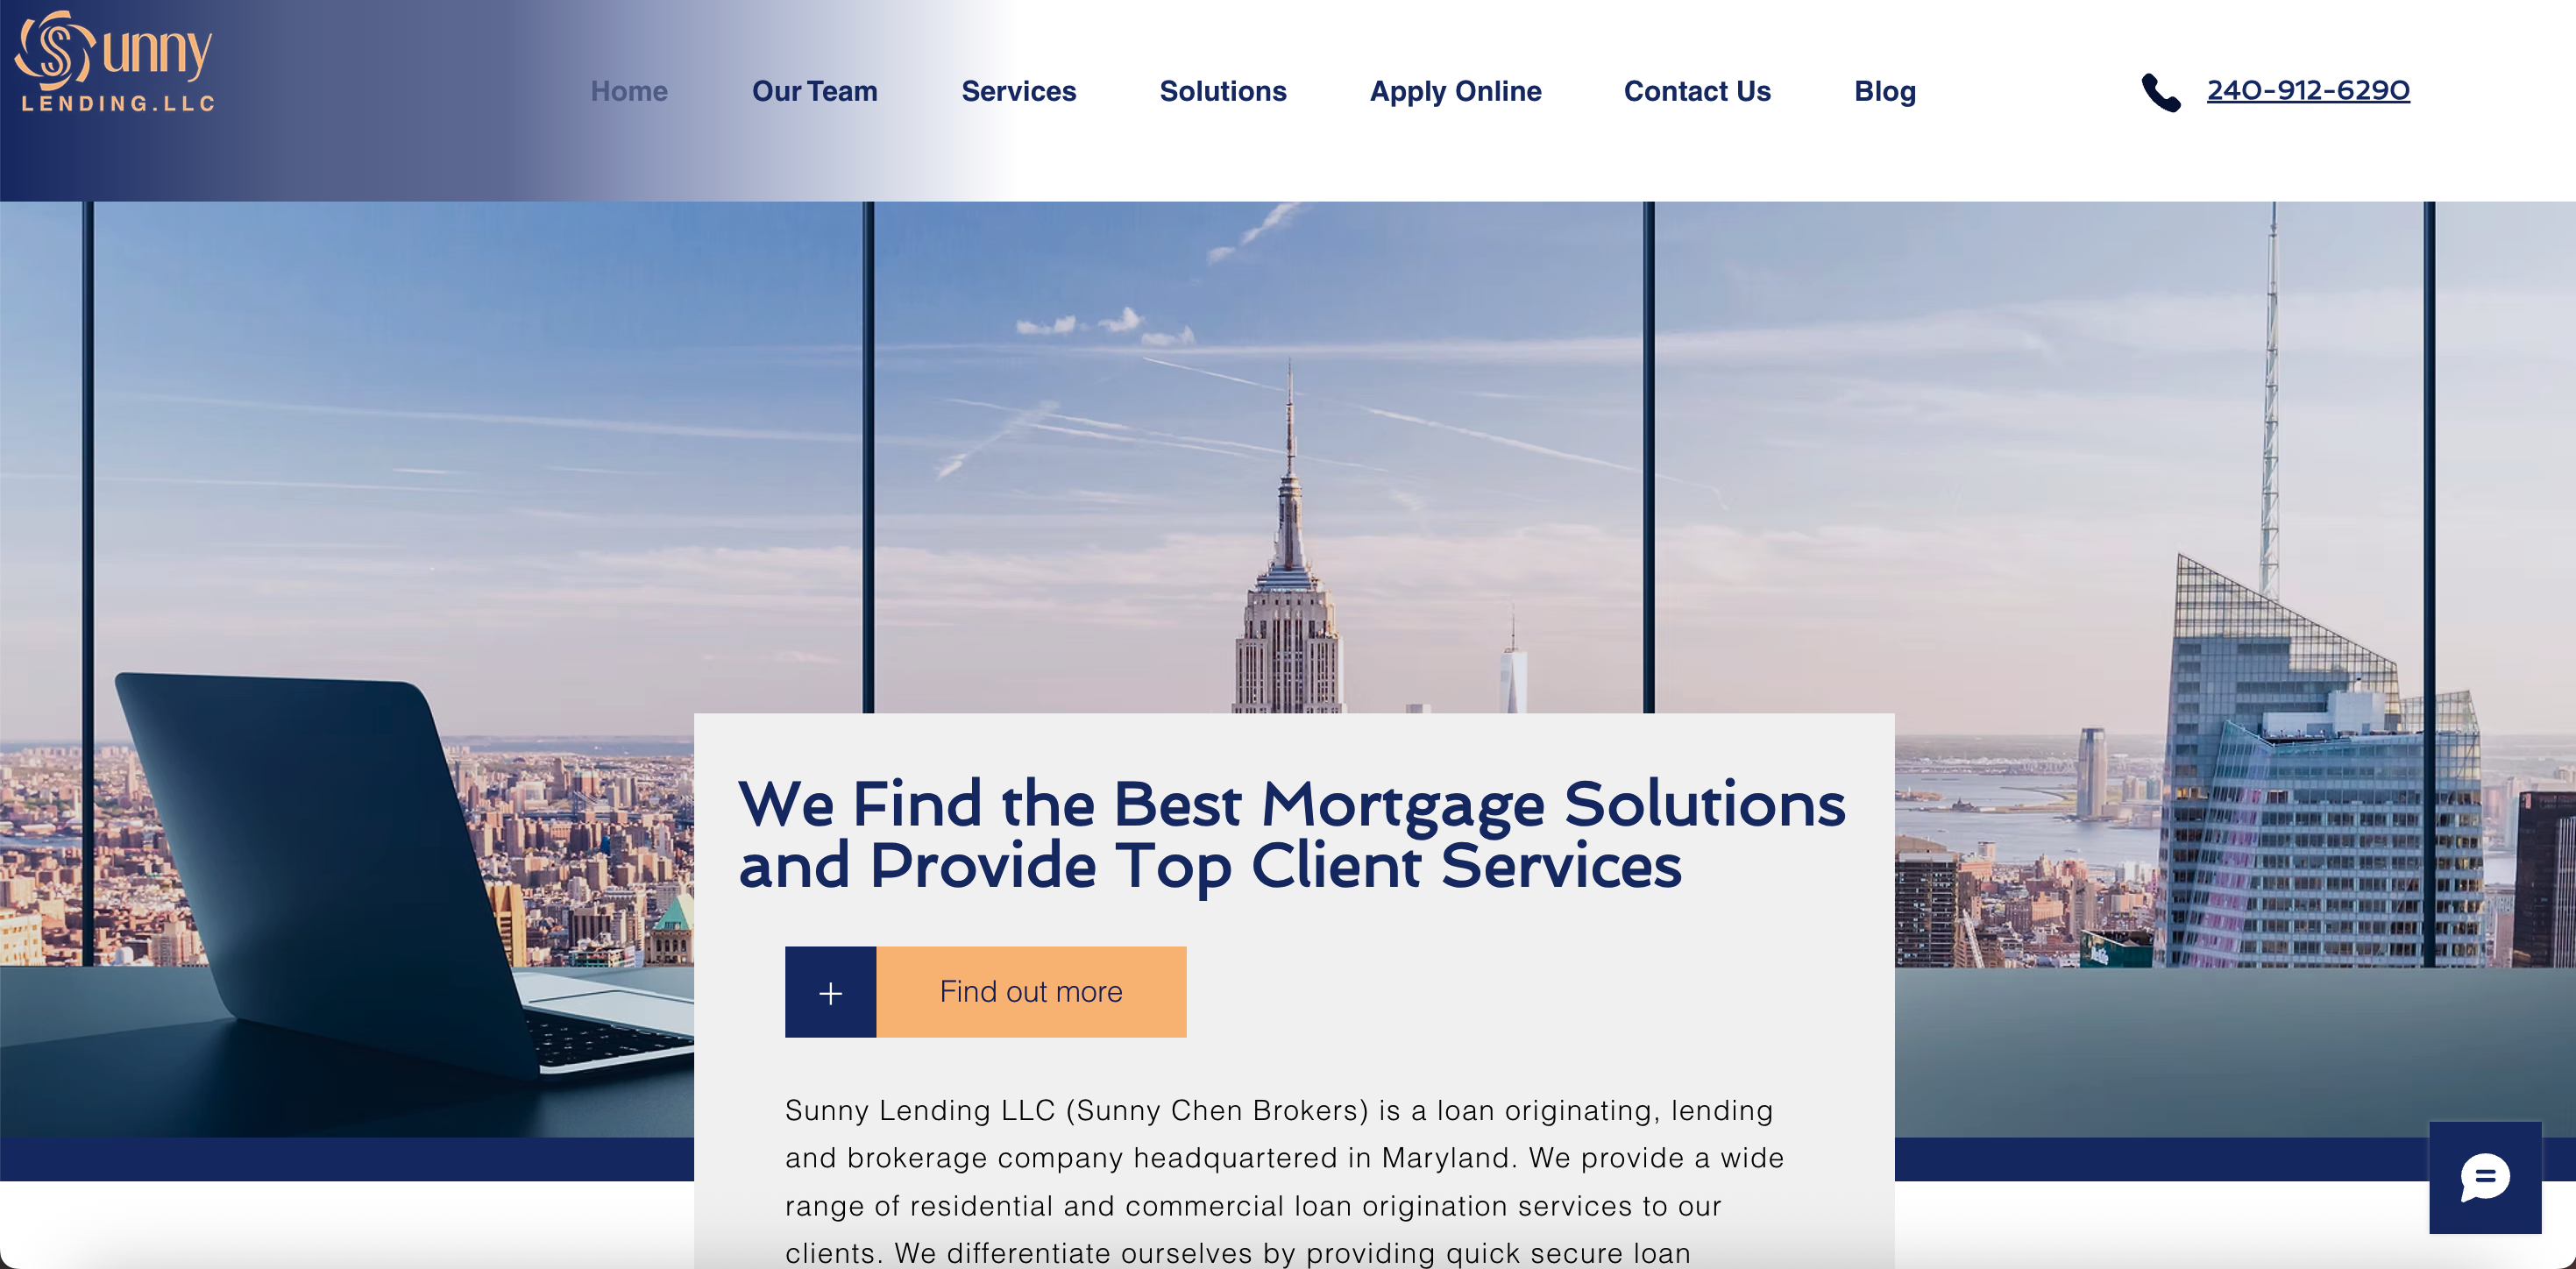 Sunny
LENDING.LLC
Home Our Team Services Solutions Apply Online Contact Us Blog 240-912-6290
We Find the Best Mortgage Solutions
and Provide Top Client Services
+ Find out more
Sunny Lending LLC (Sunny Chen Brokers) is a loan originating, lending
and brokerage company headquartered in Maryland. We provide a wide
range of residential and commercial loan origination services to our
clients. We differentiate ourselves by providing quick secure loan